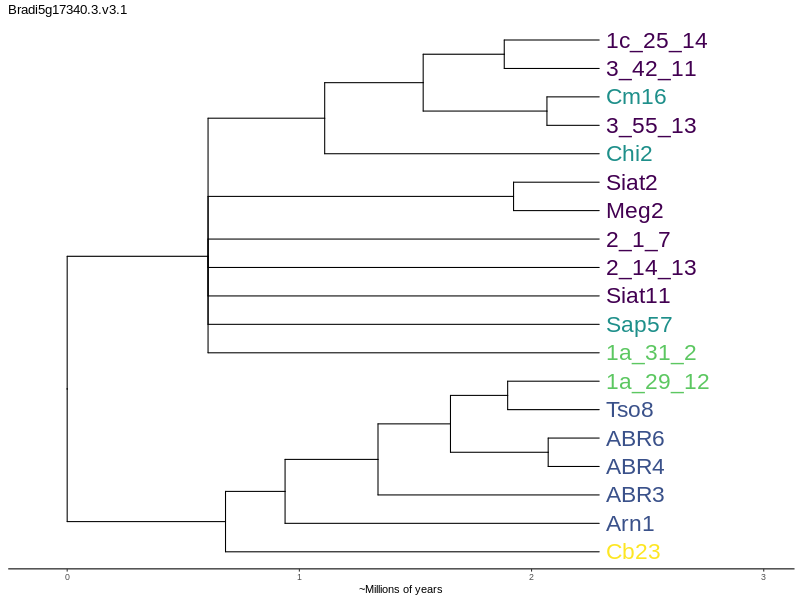 Bradi5g17340.3.v3.1
1c_25_14
3_42_11
Cm16
3_55_13
Chi2
Siat2
Meg2
2_1_7
2_14_13
Siat11
Sap57
1a_31_2
1a_29_12
Tso8
ABR6
ABR4
ABR3
Arn1
Cb23
0 1 2 3
~Millions of years